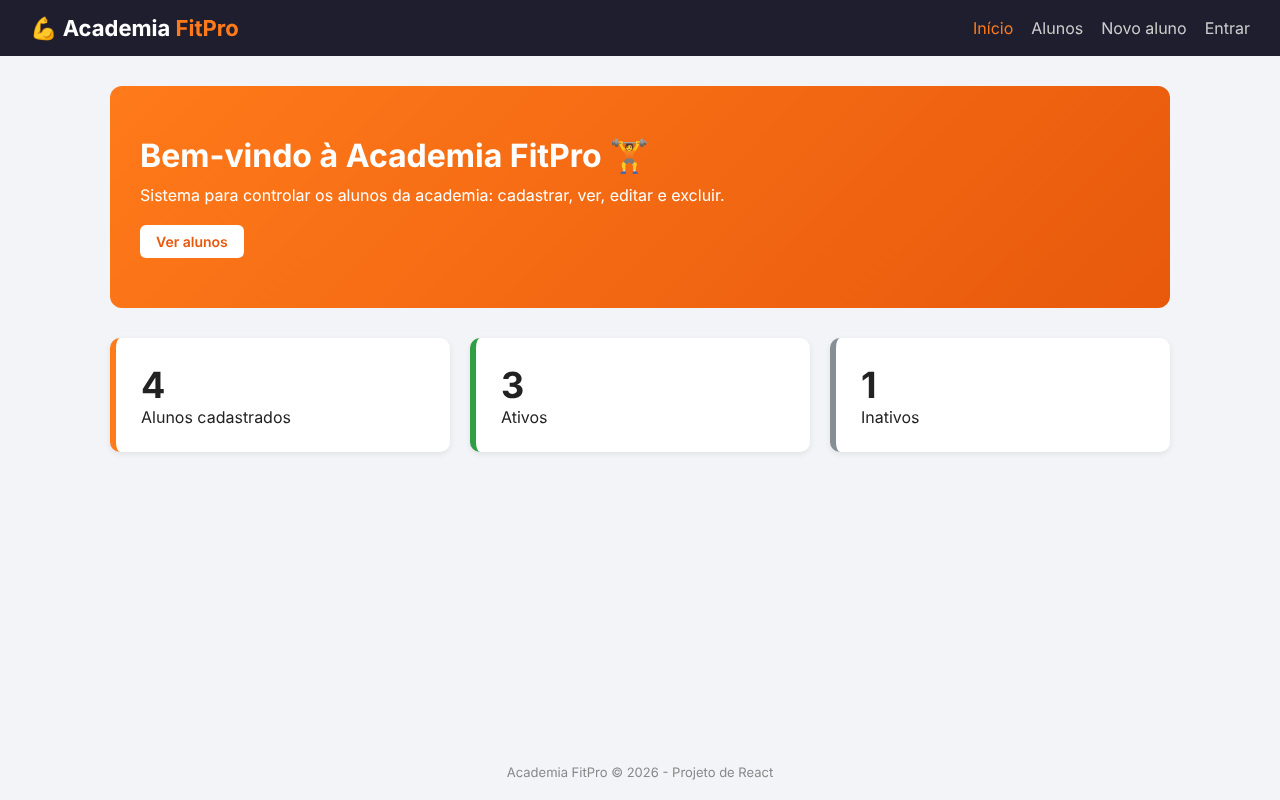 💪 Academia FitPro
Início Alunos Novo aluno Entrar
Bem-vindo à Academia FitPro 🏋️
Sistema para controlar os alunos da academia: cadastrar, ver, editar e excluir.
Ver alunos
4
Alunos cadastrados
3
Ativos
1
Inativos
Academia FitPro © 2026 - Projeto de React